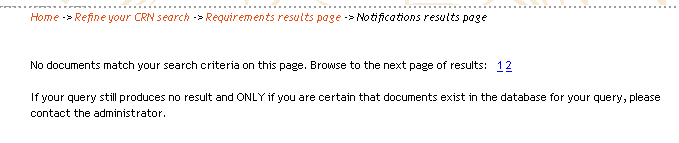 Home -> Refine your CRN search -> Requirements results page -> Notifications results page
No documents match your search criteria on this page. Browse to the next page of results: 1 2
If your query still produces no result and ONLY if you are certain that documents exist in the database for your query, please
contact the administrator.